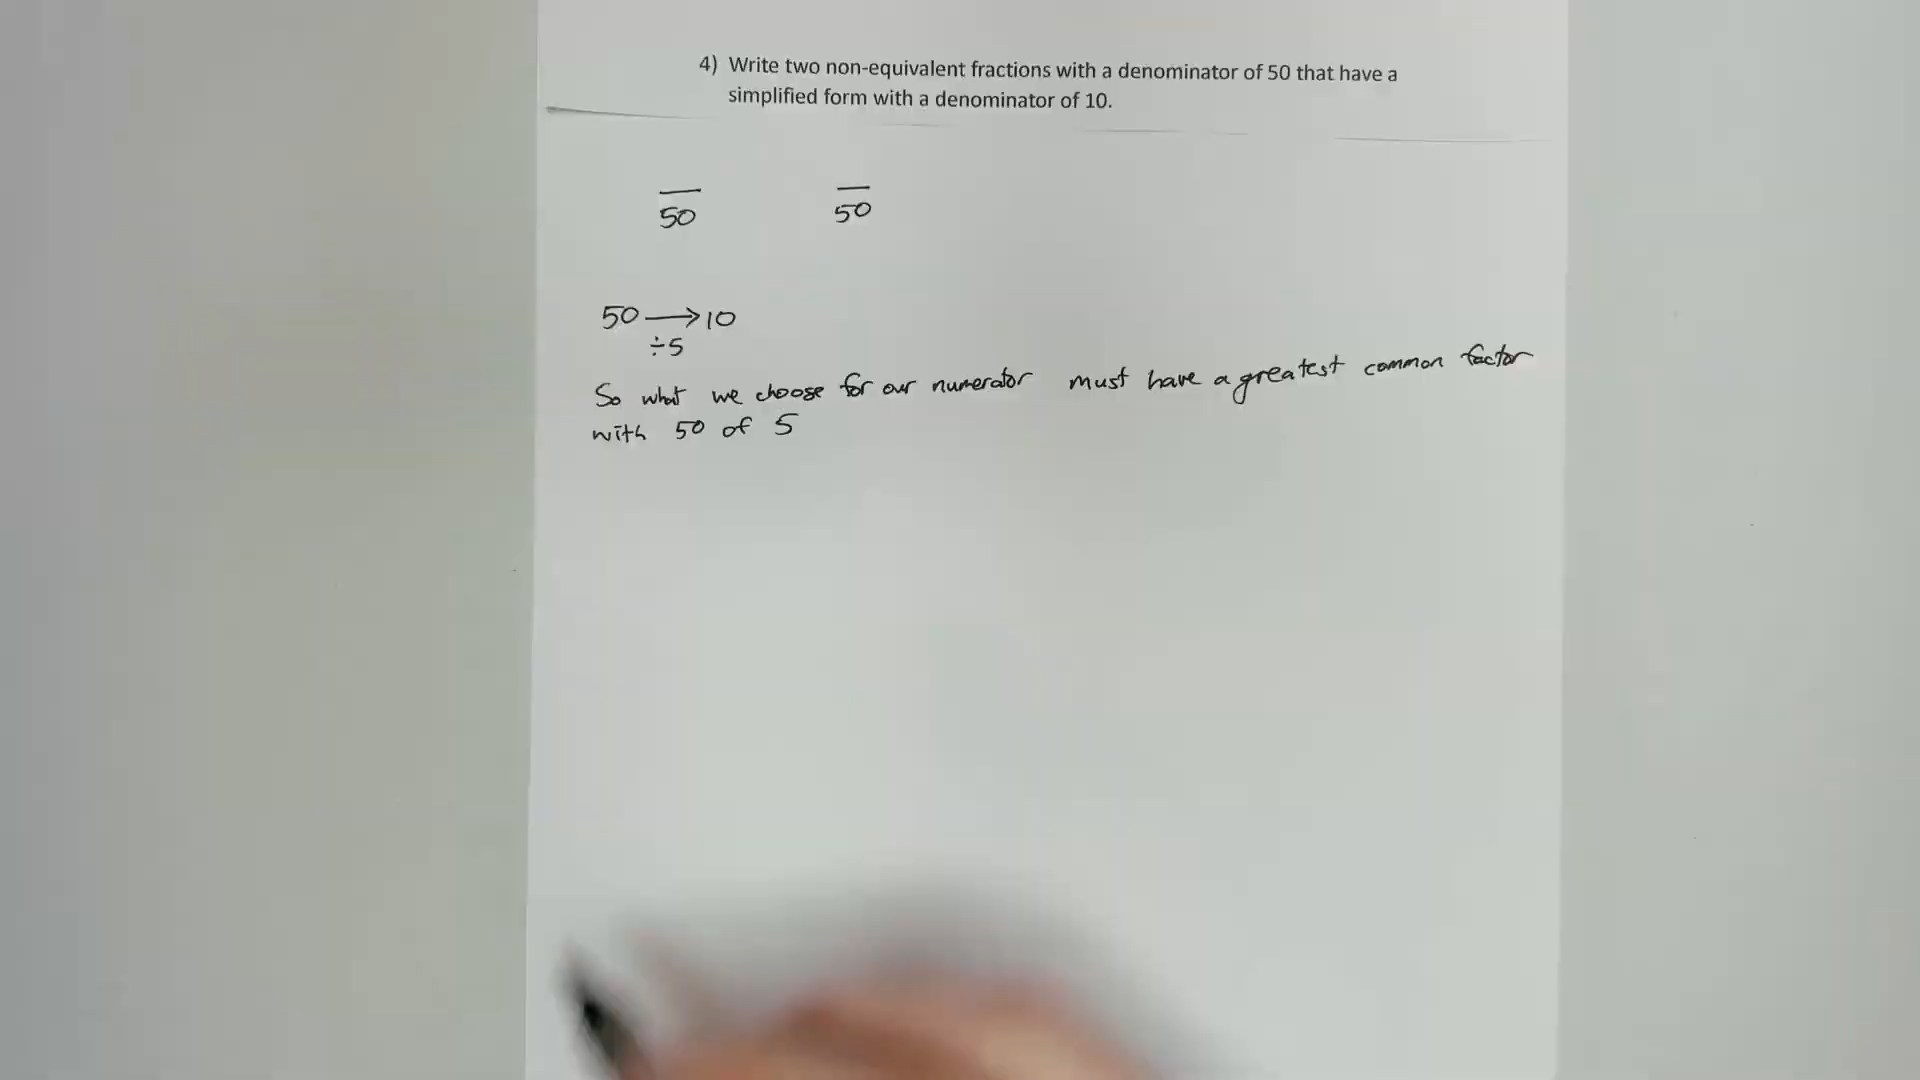 4) Write two non-equivalent fractions with a denominator of 50 that have a
simplified form with a denominator of 10.
50 50
50 → 10
÷5
So what we choose for our numerator must have a greatest common factor
with 50 of 5